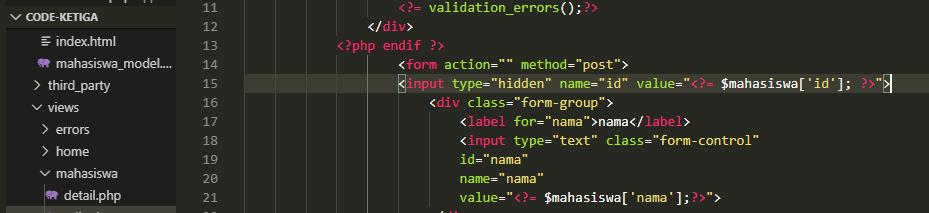 CODE-KETIGA
index.html
mahasiswa_model....
third_party
views
errors
home
mahasiswa
detail.php
11 <?= validation_errors();?>
12 </div>
13 <?php endif ?>
14 <form action="" method="post">
15 <input type="hidden" name="id" value="<?= $mahasiswa['id']; ?>">
16 <div class="form-group">
17 <label for="nama">nama</label>
18 <input type="text" class="form-control"
19 id="nama"
20 name="nama"
21 value="<?= $mahasiswa['nama'];?>">